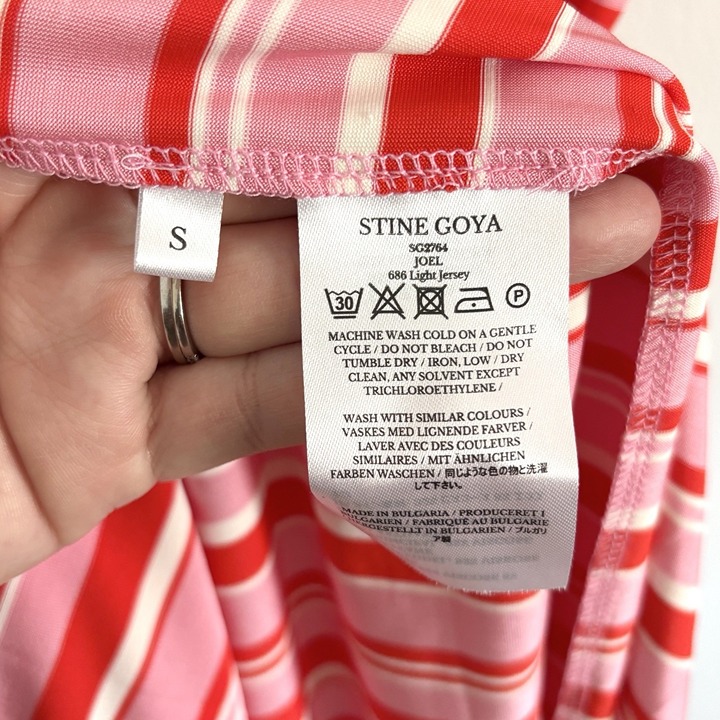 S
STINE GOYA
SG2764
JOEL
686 Light Jersey
30
P
MACHINE WASH COLD ON A GENTLE
CYCLE / DO NOT BLEACH / DO NOT
TUMBLE DRY / IRON, LOW / DRY
CLEAN, ANY SOLVENT EXCEPT
TRICHLOROETHYLENE /
WASH WITH SIMILAR COLOURS /
VASKES MED LIGNENDE FARVER /
LAVER AVEC DES COULEURS
SIMILAIRES / MIT ÄHNLICHEN
FARBEN WASCHEN / 同じような色の物と洗濯
して下さい。
MADE IN BULGARIA / PRODUCERET I
BULGARIEN / FABRIQUÉ AU BULGARIE
HERGESTELLT IN BULGARIEN / ブルガリ
ア製